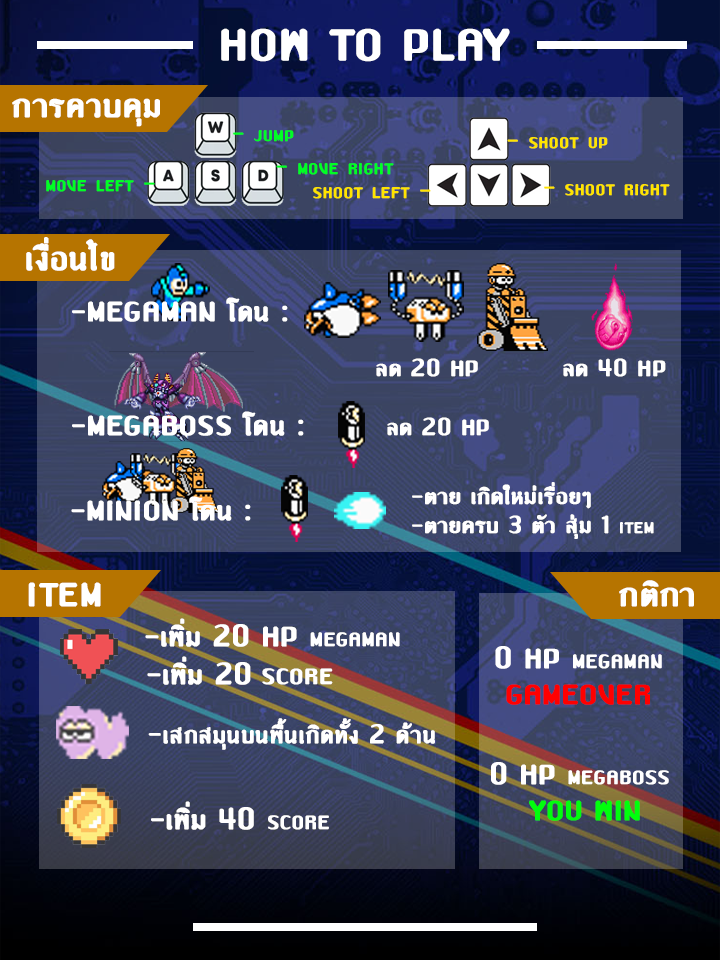 HOW TO PLAY
การควบคุม
W
JUMP
A
S
D
MOVE LEFT
MOVE RIGHT
SHOOT UP
SHOOT LEFT
SHOOT RIGHT
เงื่อนไข
-MEGAMAN โดน :
ลด 20 HP
ลด 40 HP
-MEGABOSS โดน :
ลด 20 HP
-MINION โดน :
-ตาย เกิดใหม่เรื่อยๆ
-ตายครบ 3 ตัว สุ่ม 1 ITEM
ITEM
-เพิ่ม 20 HP MEGAMAN
-เพิ่ม 20 SCORE
-เสกสมุนบนพื้นเกิดทั้ง 2 ด้าน
-เพิ่ม 40 SCORE
กติกา
0 HP MEGAMAN
GAMEOVER
0 HP MEGABOSS
YOU WIN